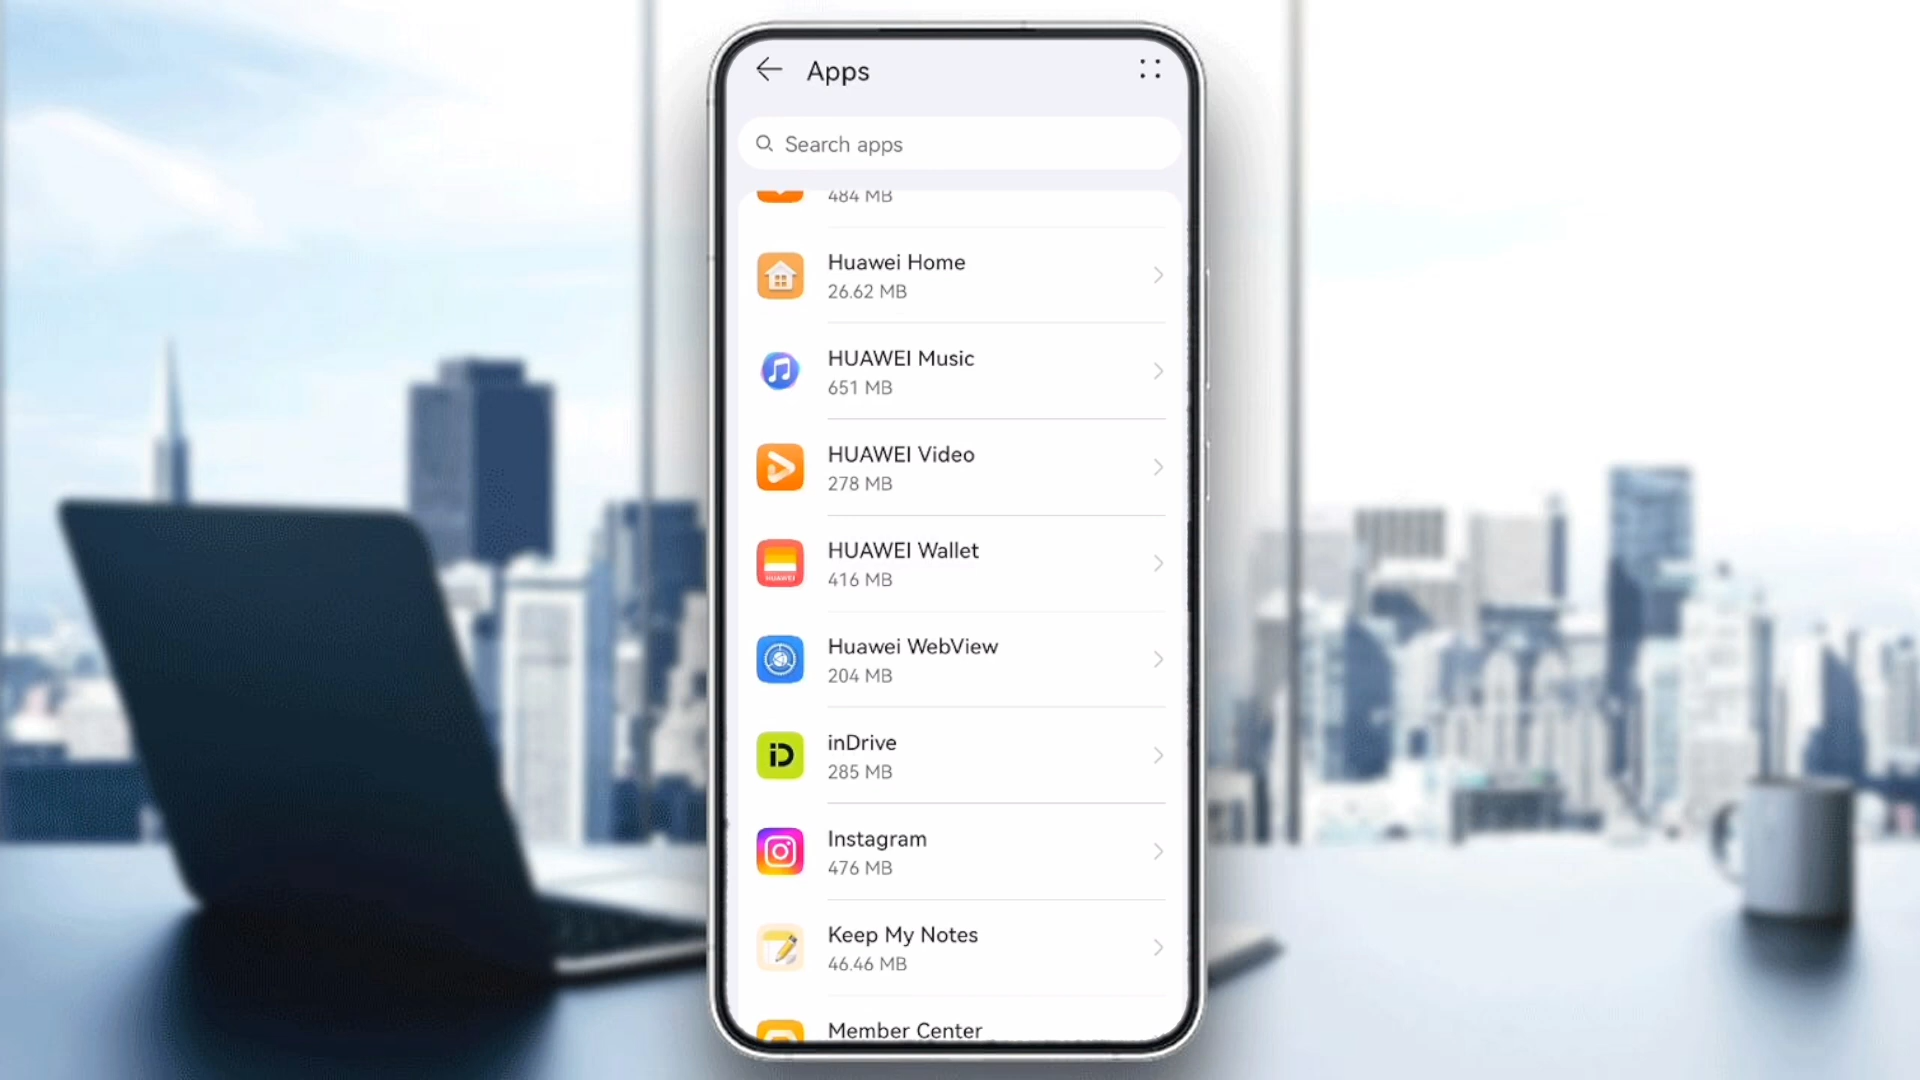 Apps
Search apps
484 MB
Huawei Home
26.62 MB
HUAWEI Music
651 MB
HUAWEI Video
278 MB
HUAWEI Wallet
416 MB
HUAWEI
Huawei WebView
204 MB
iD
inDrive
285 MB
Instagram
476 MB
Keep My Notes
46.46 MB
Member Center